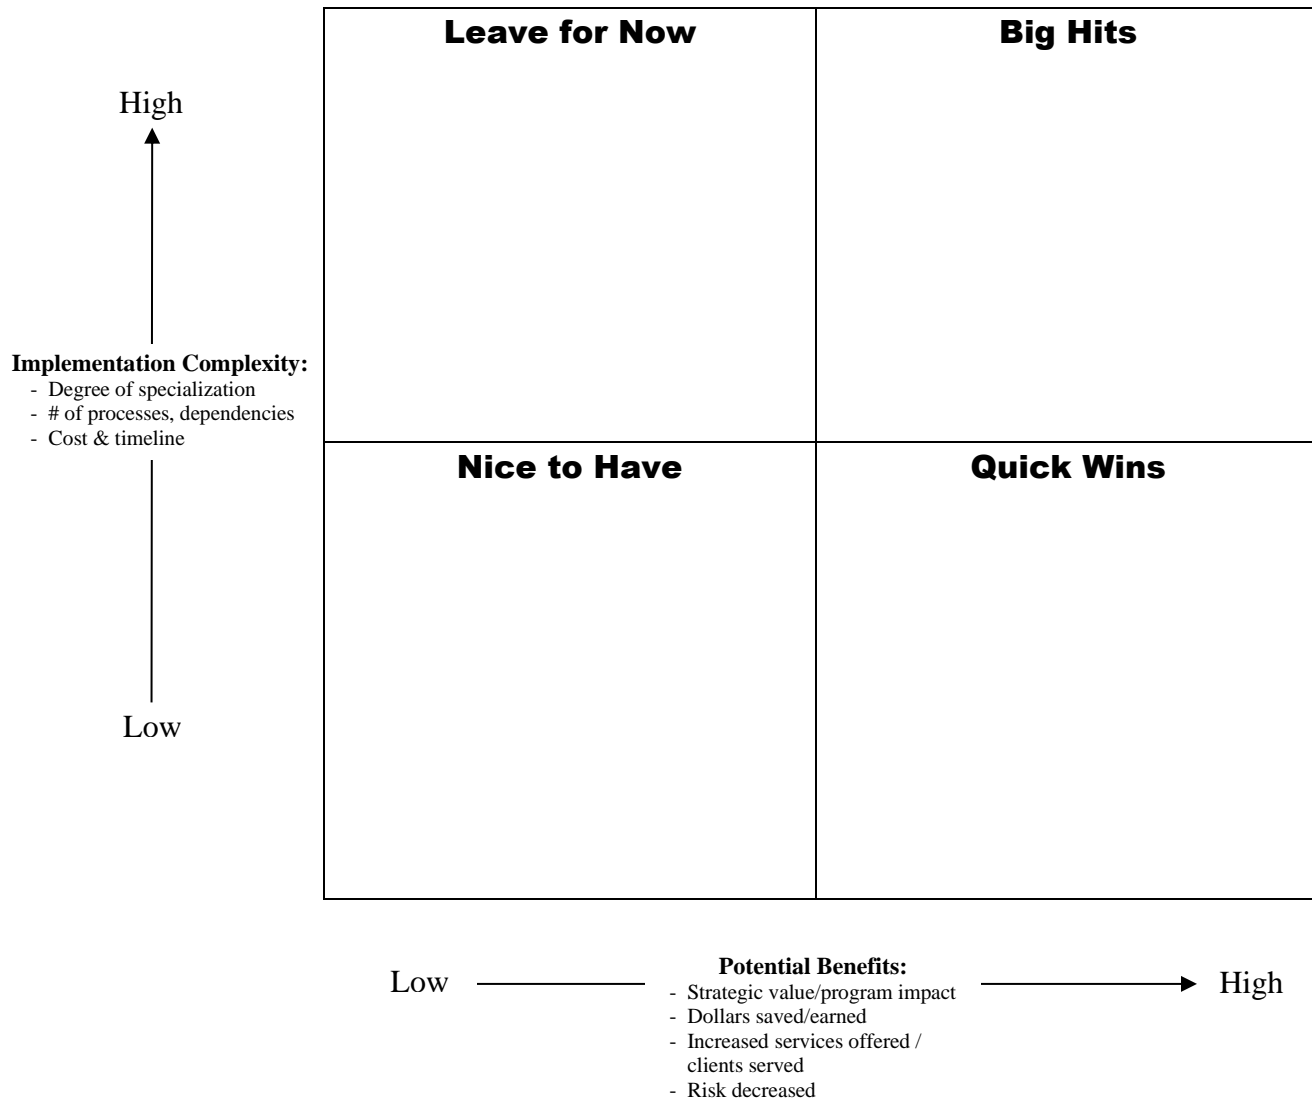 Leave for Now
Big Hits
High
Implementation Complexity:
- Degree of specialization
- # of processes, dependencies
- Cost & timeline
Nice to Have
Quick Wins
Low
Low
Potential Benefits:
- Strategic value/program impact
- Dollars saved/earned
- Increased services offered /
clients served
- Risk decreased
High